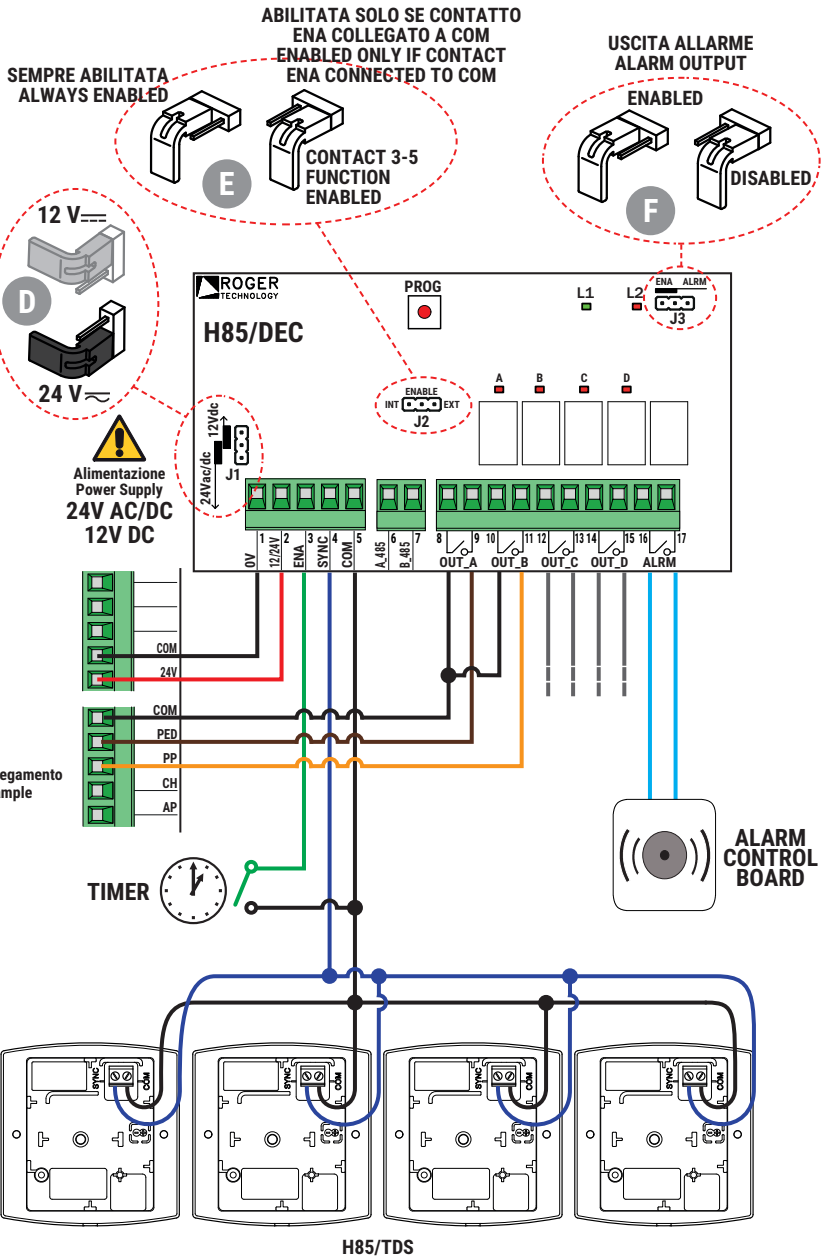 ABILITATA SOLO SE CONTATTO
ENA COLLEGATO A COM
ENABLED ONLY IF CONTACT
ENA CONNECTED TO COM
USCITA ALLARME
ALARM OUTPUT
SEMPRE ABILITATA
ALWAYS ENABLED
ENABLED
DISABLED
CONTACT 3-5
FUNCTION
ENABLED
E
F
12 V
D
24 V
ROGER
TECHNOLOGY
H85/DEC
PROG
L1
L2
ENA ALRM
J3
ENABLE
INT
EXT
J2
A
B
C
D
12Vdc
24Vac/dc
J1
Alimentazione
Power Supply
24V AC/DC
12V DC
1 2 3 4 5 6 7 8 9 10 11 12 13 14 15 16 17
0V
12/24V
ENA
SYNC
COM
A_485
B_485
OUT_A
OUT_B
OUT_C
OUT_D
ALRM
COM
24V
COM
PED
PP
CH
AP
egamento
ample
TIMER
ALARM
CONTROL
BOARD
SYNC COM
SYNC COM
SYNC COM
SYNC COM
H85/TDS